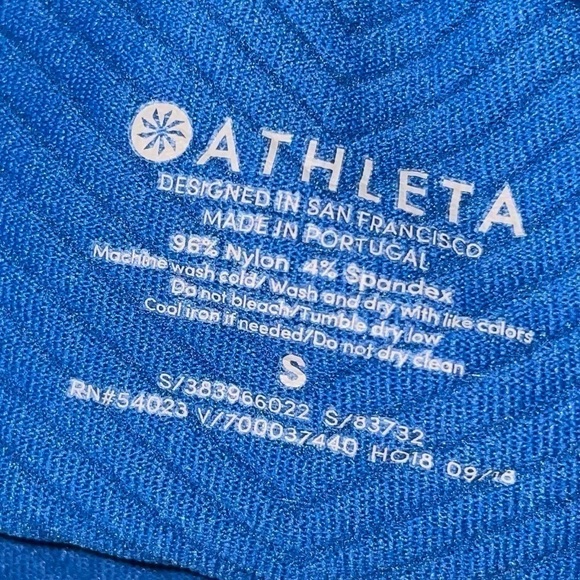 ATHLETA
DESIGNED IN SAN FRANCISCO
MADE IN PORTUGAL
96% Nylon 4% Spandex
Machine wash cold/Wash and dry with like colors
Do not bleach/Tumble dry low
Cool iron if needed/Do not dry clean
S
S/383966022 S/83732
RN#54023 V/700037440 HO18 09/18